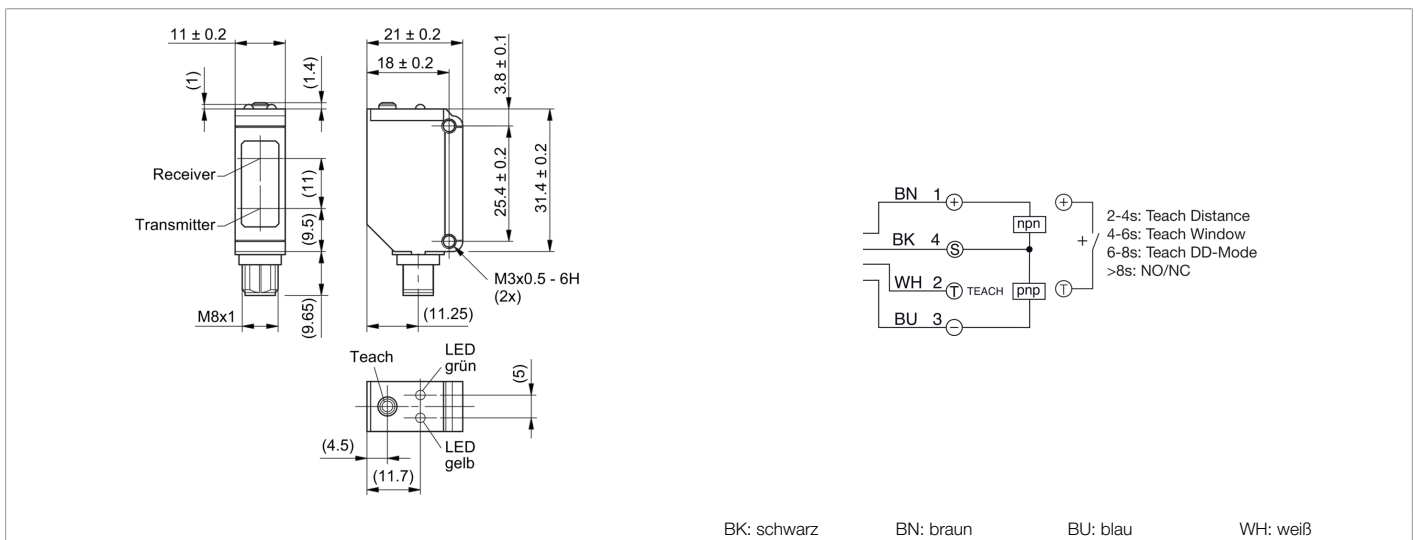 11 ± 0.2
(1)
(1.4)
Receiver
(11)
Transmitter
(9.5)
M8x1
(9.65)
21 ± 0.2
18 ± 0.2
3.8 ± 0.1
25.4 ± 0.2
31.4 ± 0.2
M3x0.5 - 6H
(2x)
(11.25)
Teach
LED
grün
(5)
(4.5)
LED
gelb
(11.7)
BN 1 +
npn
BK 4 S
WH 2 T TEACH pnp
BU 3 −
+
+
T
2-4s: Teach Distance
4-6s: Teach Window
6-8s: Teach DD-Mode
>8s: NO/NC
BK: schwarz BN: braun BU: blau WH: weiß